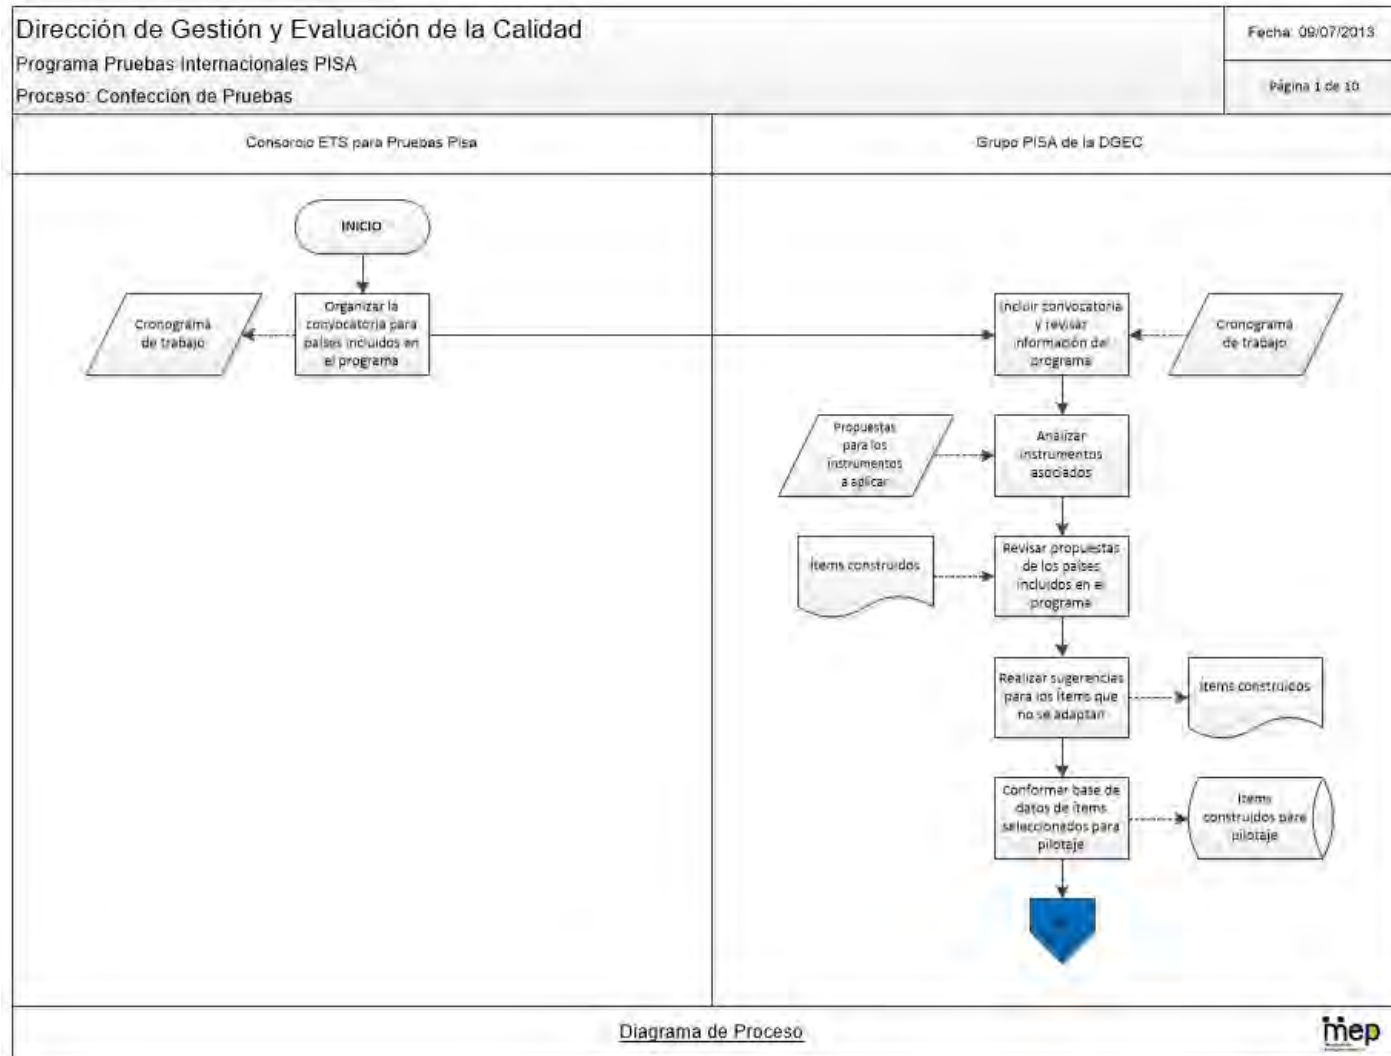 Dirección de Gestión y Evaluación de la Calidad
Programa Pruebas Internacionales PISA
Proceso: Confección de Pruebas
Fecha: 09/07/2013
Página 1 de 10
Consorcio ETS para Pruebas Pisa
Grupo PISA de la DGEC
INICIO
Cronograma
de trabajo
Organizar la
convocatoria para
países incluidos en
el programa
Incluir convocatoria
y revisar
información del
programa
Cronograma
de trabajo
Propuestas
para los
instrumentos
a aplicar
Analizar
instrumentos
asociados
Ítems construidos
Revisar propuestas
de los países
incluidos en el
programa
Realizar sugerencias
para los ítems que
no se adaptan
Ítems construidos
Conformar base de
datos de ítems
seleccionados para
pilotaje
Ítems
construidos para
pilotaje
Diagrama de Proceso
mep